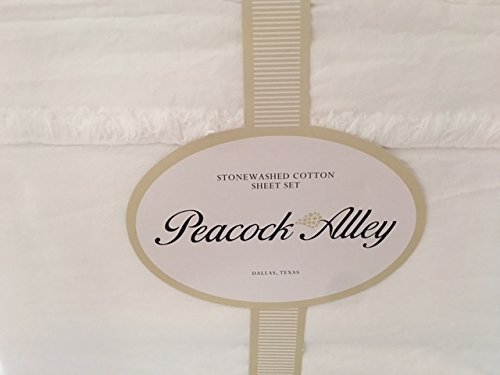 STONEWASHED COTTON
SHEET SET
Peacock Alley
DALLAS, TEXAS